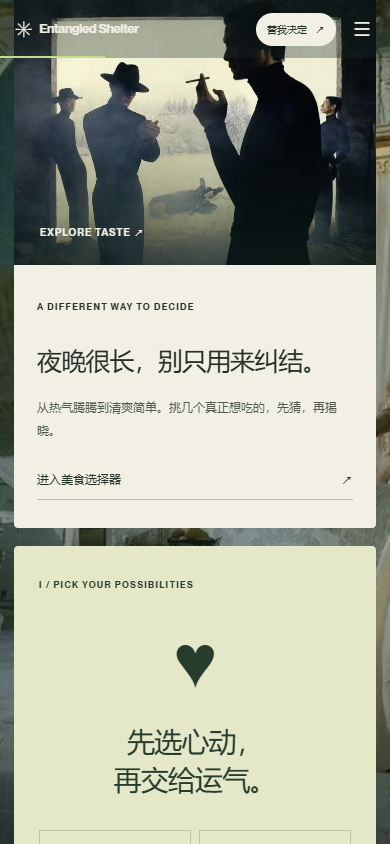 Entangled Shelter
替我决定 ↗
EXPLORE TASTE ↗
A DIFFERENT WAY TO DECIDE
夜晚很长，别只用来纠结。
从热气腾腾到清爽简单。挑几个真正想吃的，先猜，再揭
晓。
进入美食选择器 ↗
I / PICK YOUR POSSIBILITIES
先选心动，
再交给运气。